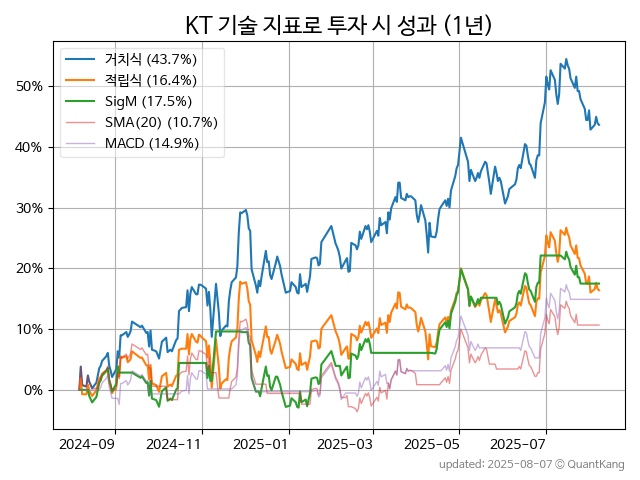 KT 기술 지표로 투자 시 성과 (1년)
거치식 (43.7%)
적립식 (16.4%)
SigM (17.5%)
SMA(20) (10.7%)
MACD (14.9%)
50%
40%
30%
20%
10%
0%
2024-09
2024-11
2025-01
2025-03
2025-05
2025-07
updated: 2025-08-07 © QuantKang